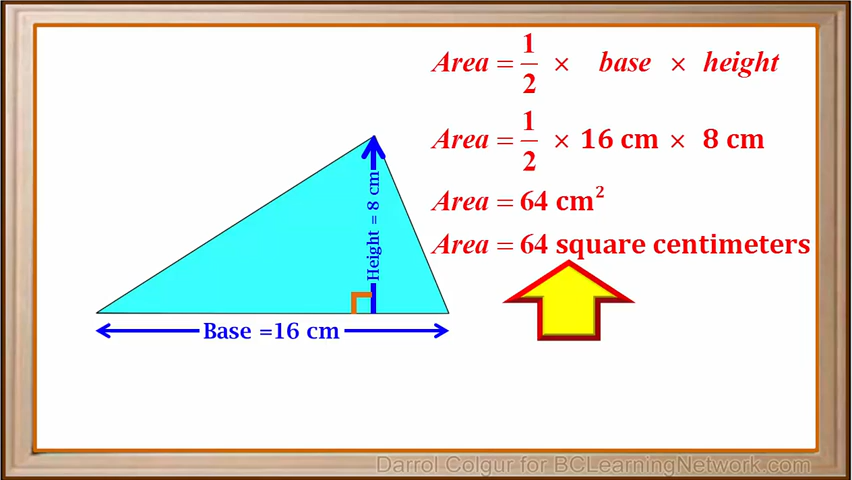 Area = 1/2 × base × height
Area = 1/2 × 16 cm × 8 cm
Area = 64 cm²
Area = 64 square centimeters
Height = 8 cm
Base =16 cm
Darrol Colgur for BCLearningNetwork.com